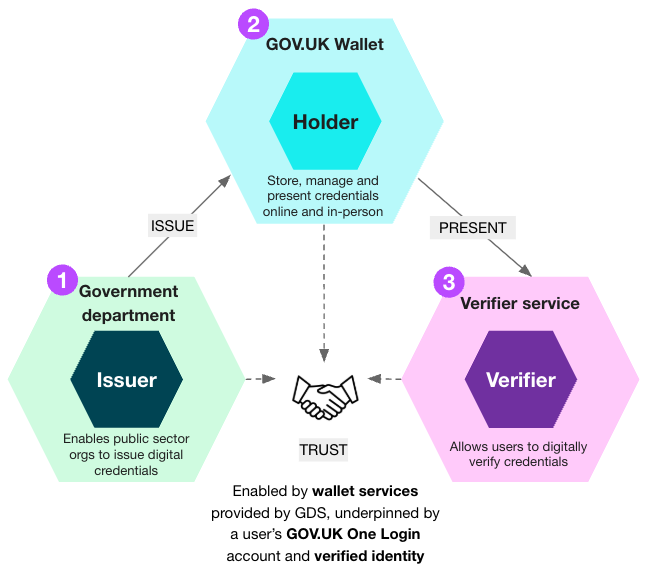 2
GOV.UK Wallet
Holder
Store, manage and
present credentials
online and in-person
ISSUE
PRESENT
1
Government
department
Issuer
Enables public sector
orgs to issue digital
credentials
3
Verifier service
Verifier
Allows users to digitally
verify credentials
TRUST
Enabled by wallet services
provided by GDS, underpinned by
a user's GOV.UK One Login
account and verified identity